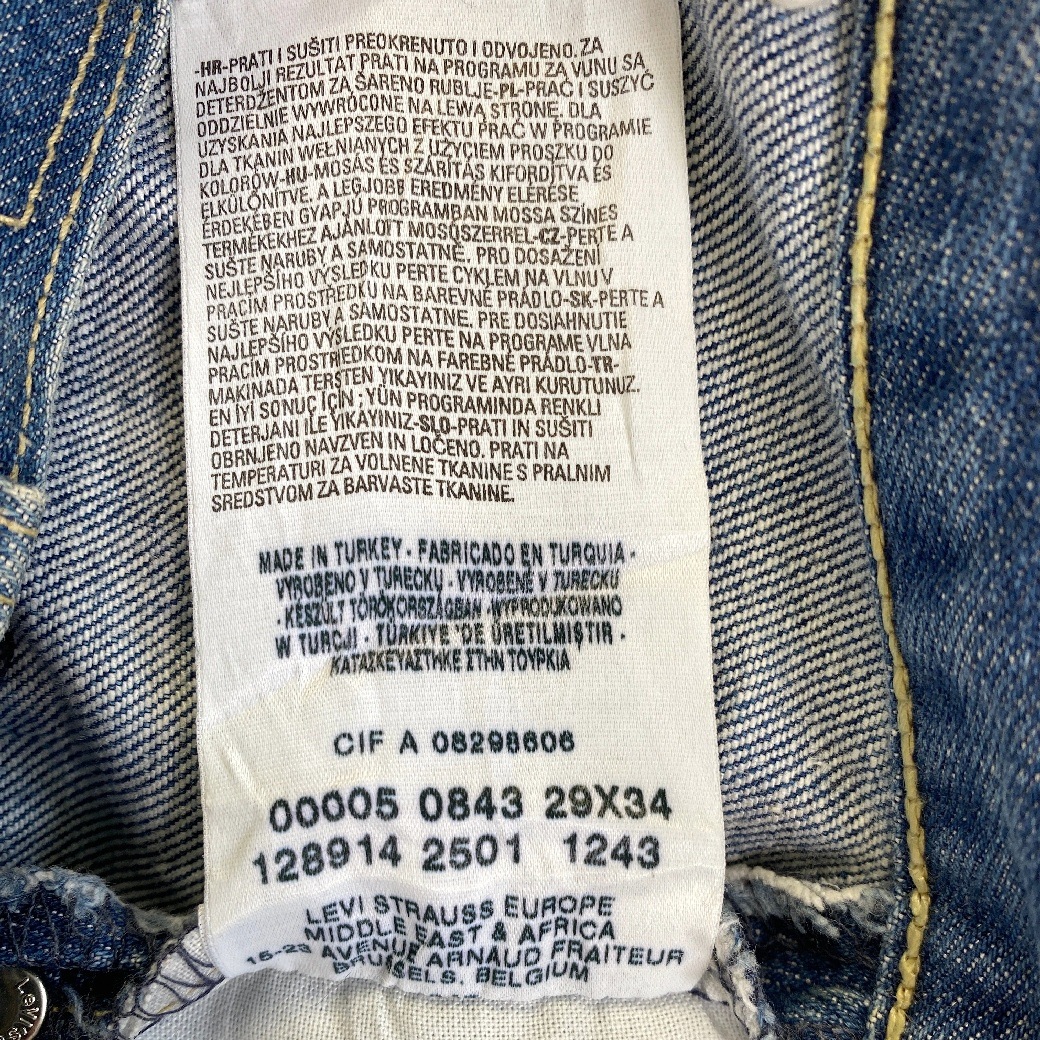 -HR-PRATI I SUŠITI PREOKRENUTO I ODVOJENO. ZA
NAJBOLJI REZULTAT PRATI NA PROGRAMU ZA VUNU SA
DETERDŽENTOM ZA ŠARENO RUBLJE-PL-PRAĆ I SUSZYĆ
ODDZIELNIE WYWRÓCONE NA LEWĄ STRONĘ. DLA
UZYSKANIA NAJLEPSZEGO EFEKTU PRAĆ W PROGRAMIE
DLA TKANIN WEŁNIANYCH Z UŻYCIEM PROSZKU DO
KOLORÓW-HU-MOSÁS ÉS SZÁRÍTÁS KIFORDÍTVA ÉS
ELKÜLÖNÍTVE. A LEGJOBB EREDMÉNY ELÉRÉSE
ÉRDEKÉBEN GYAPJÚ PROGRAMBAN MOSSA SZÍNES
TERMÉKEKHEZ AJÁNLOTT MOSÓSZERREL-CZ-PERTE A
SUŠTE NARUBY A SAMOSTATNĚ. PRO DOSAŽENÍ
NEJLEPŠÍHO VÝSLEDKU PERTE CYKLEM NA VLNU V
PRACÍM PROSTŘEDKU NA BAREVNÉ PRÁDLO-SK-PERTE A
SUŠTE NARUBY A SAMOSTATNE. PRE DOSIAHNUTIE
NAJLEPŠIEHO VÝSLEDKU PERTE NA PROGRAME VLNA
PRACÍM PROSTRIEDKOM NA FAREBNÉ PRÁDLO-TR-
MAKINADA TERSTEN YIKAYINIZ VE AYRI KURUTUNUZ.
EN İYİ SONUÇ İÇİN ; YÜN PROGRAMINDA RENKLİ
DETERJANI ILE YIKAYINIZ-SLO-PRATI IN SUŠITI
OBRNJENO NAVZVEN IN LOČENO. PRATI NA
TEMPERATURI ZA VOLNENE TKANINE S PRALNIM
SREDSTVOM ZA BARVASTE TKANINE.
MADE IN TURKEY · FABRICADO EN TURQUIA ·
VYROBENO V TURECKU · VYROBENÉ V TURECKU
· KÉSZÜLT TÖRÖKORSZÁGBAN · WYPRODUKOWANO
W TURCJI · TÜRKİYE 'DE ÜRETİLMİŞTİR ·
ΚΑΤΑΣΚΕΥΑΣΤΗΚΕ ΣΤΗΝ ΤΟΥΡΚΙΑ
CIF A 08298606
00005 0843 29X34
128914 2501 1243
LEVI STRAUSS EUROPE
MIDDLE EAST & AFRICA
15-23 AVENUE ARNAUD FRAITEUR
BRUSSELS. BELGIUM
Levi's